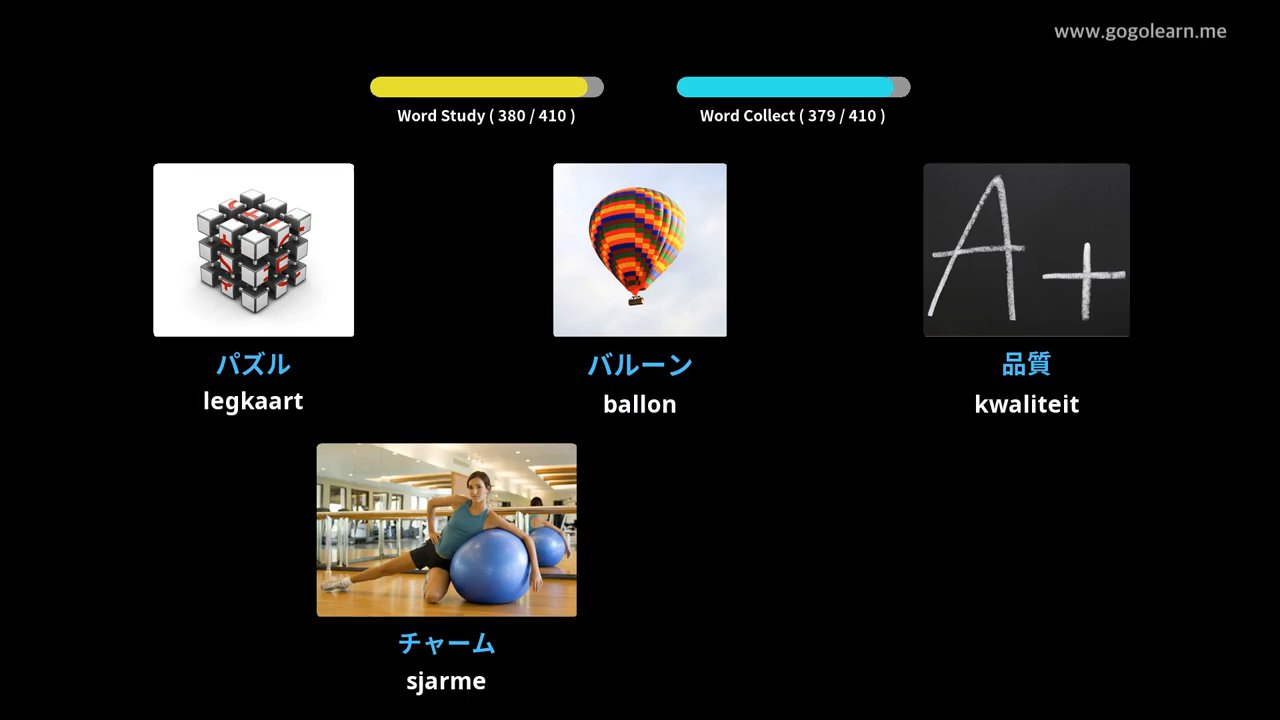 www.gogolearn.me
Word Study ( 380 / 410 )
Word Collect ( 379 / 410 )
A+
パズル
legkaart
バルーン
ballon
品質
kwaliteit
チャーム
sjarme